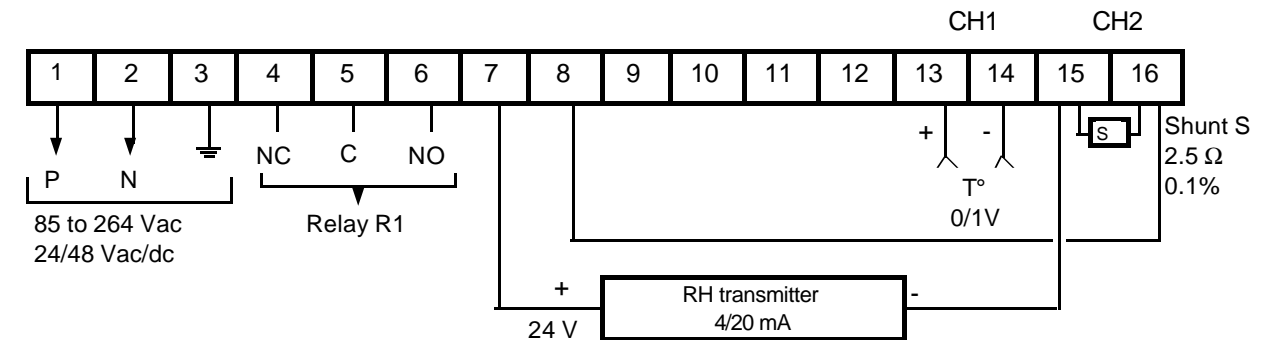 CH1 CH2
1 2 3 4 5 6 7 8 9 10 11 12 13 14 15 16
+ - S Shunt S
NC C NO 2.5 Ω
P N T° 0.1%
85 to 264 Vac Relay R1 0/1V
24/48 Vac/dc
+ RH transmitter -
24 V 4/20 mA